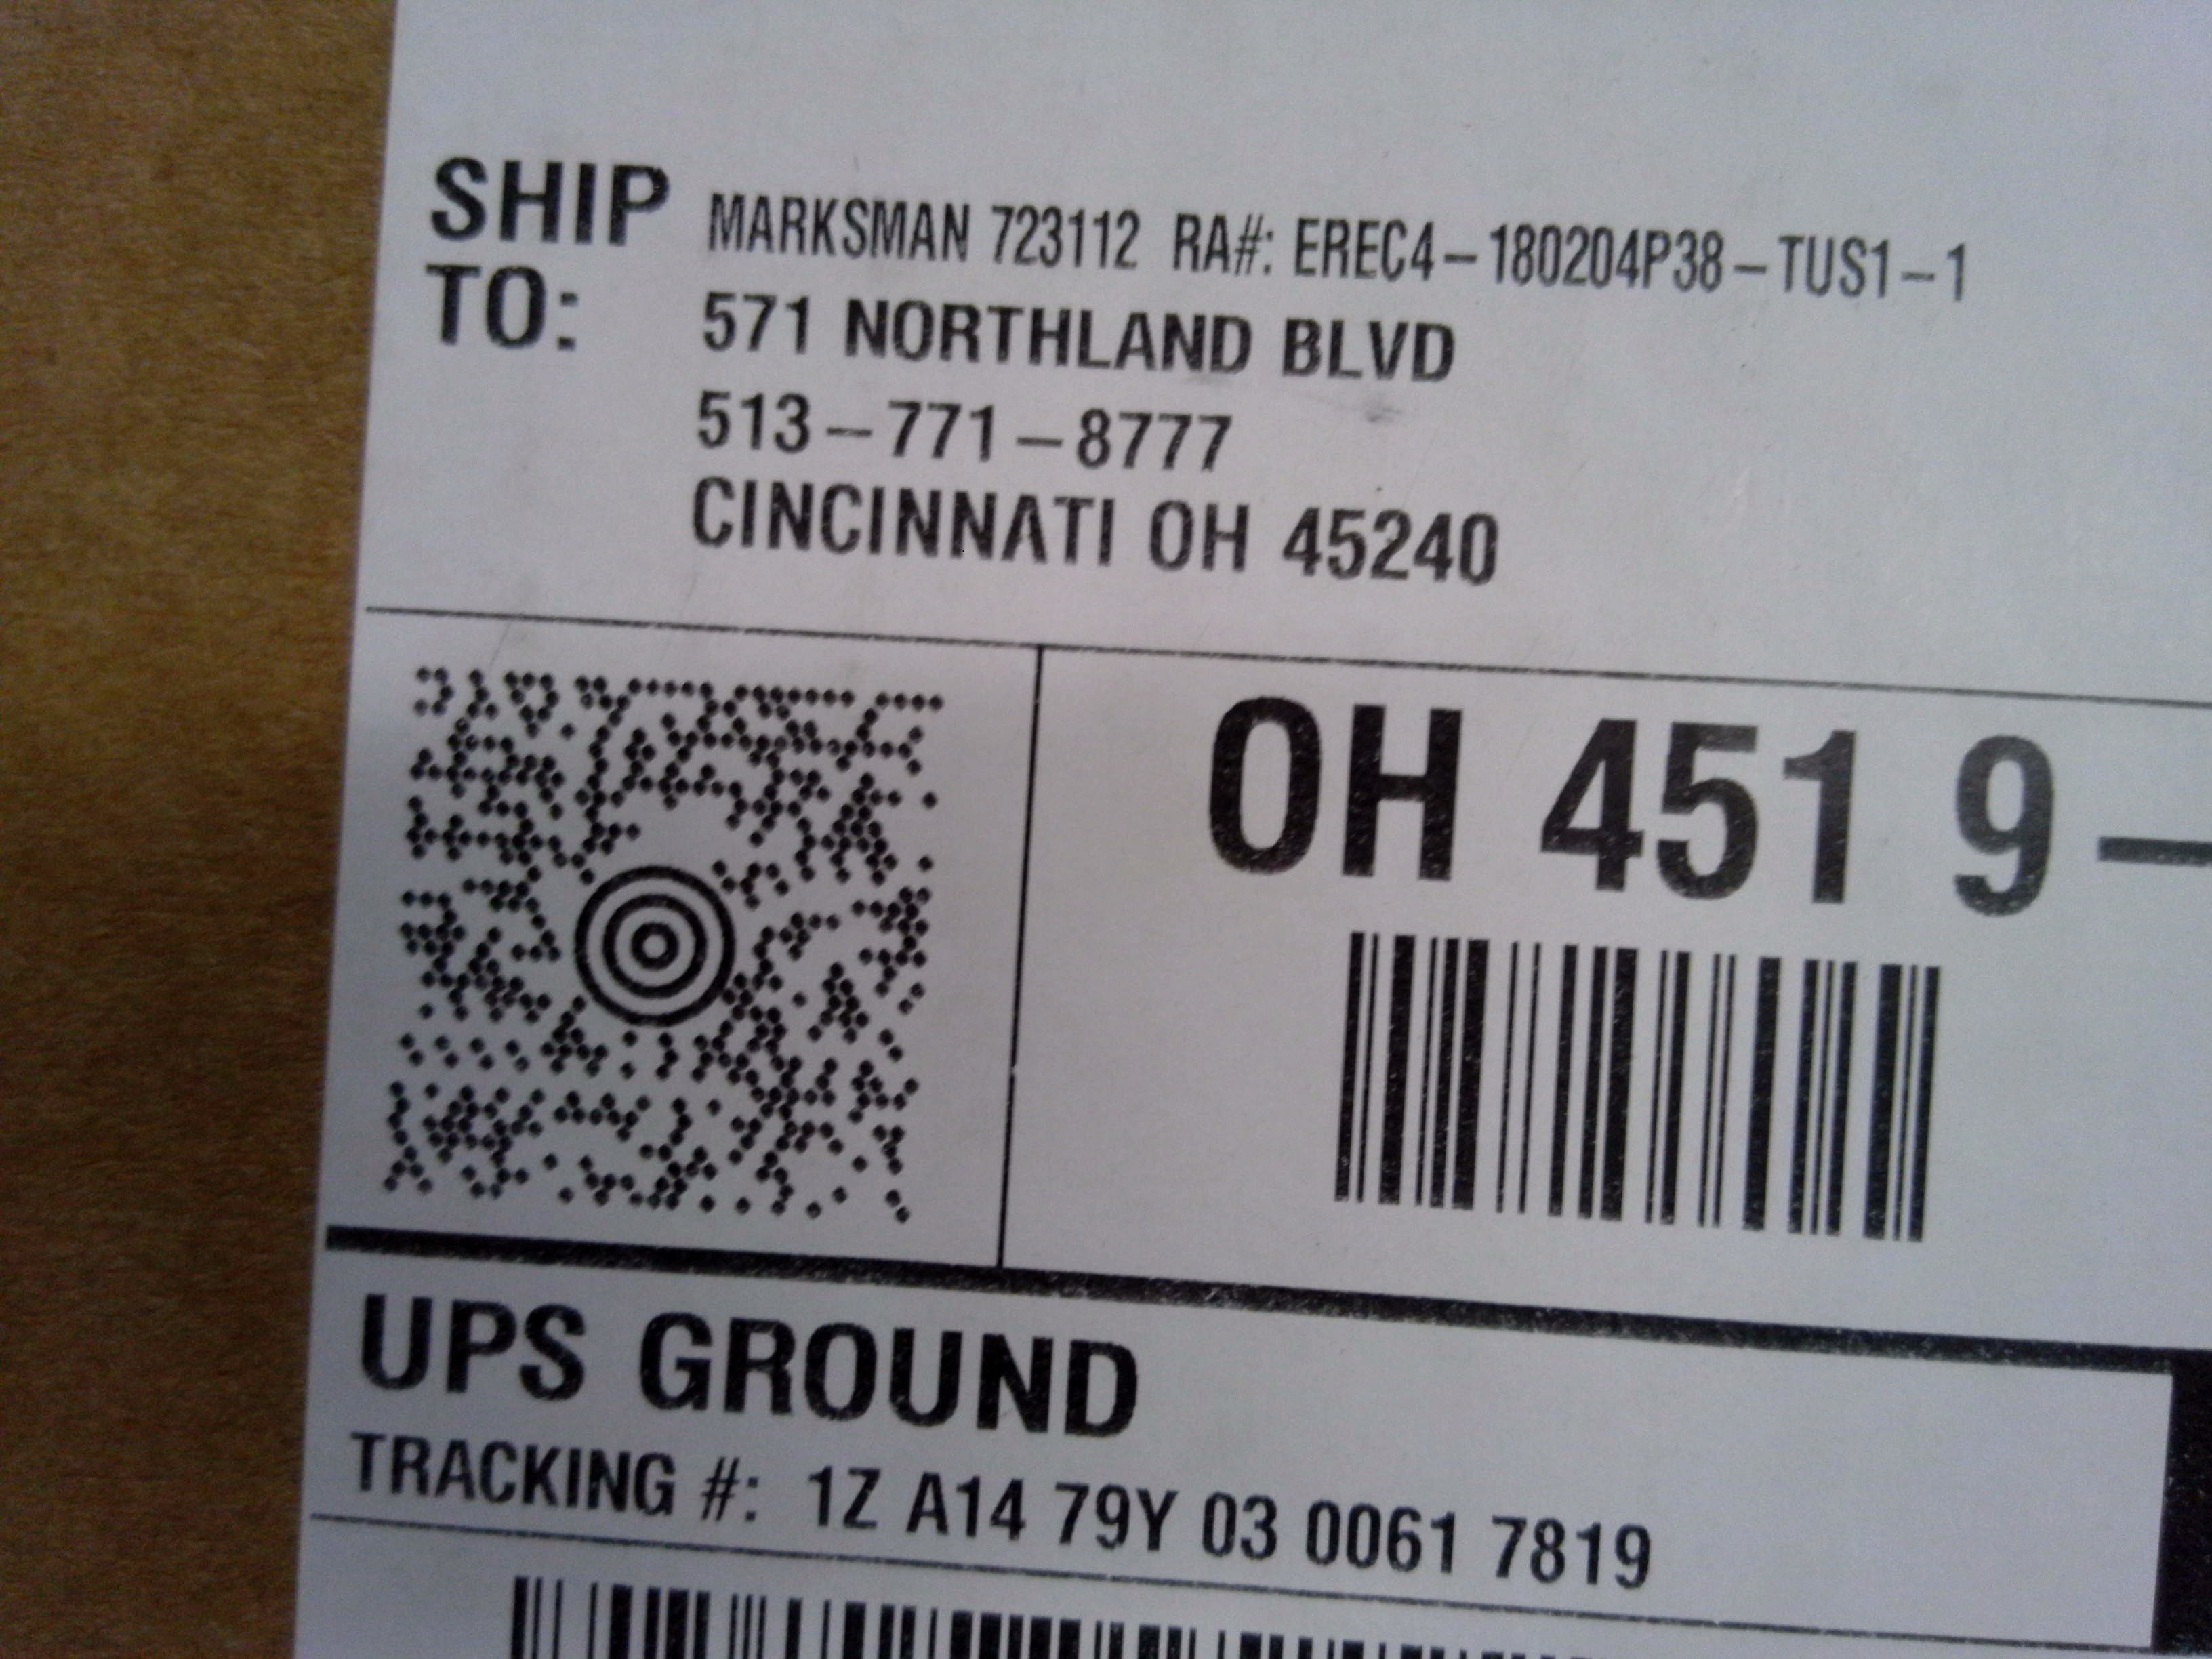 SHIP TO: MARKSMAN 723112 RA#: EREC4-180204P38-TUS1-1
571 NORTHLAND BLVD
513-771-8777
CINCINNATI OH 45240
OH 451 9-
UPS GROUND
TRACKING #: 1Z A14 79Y 03 0061 7819